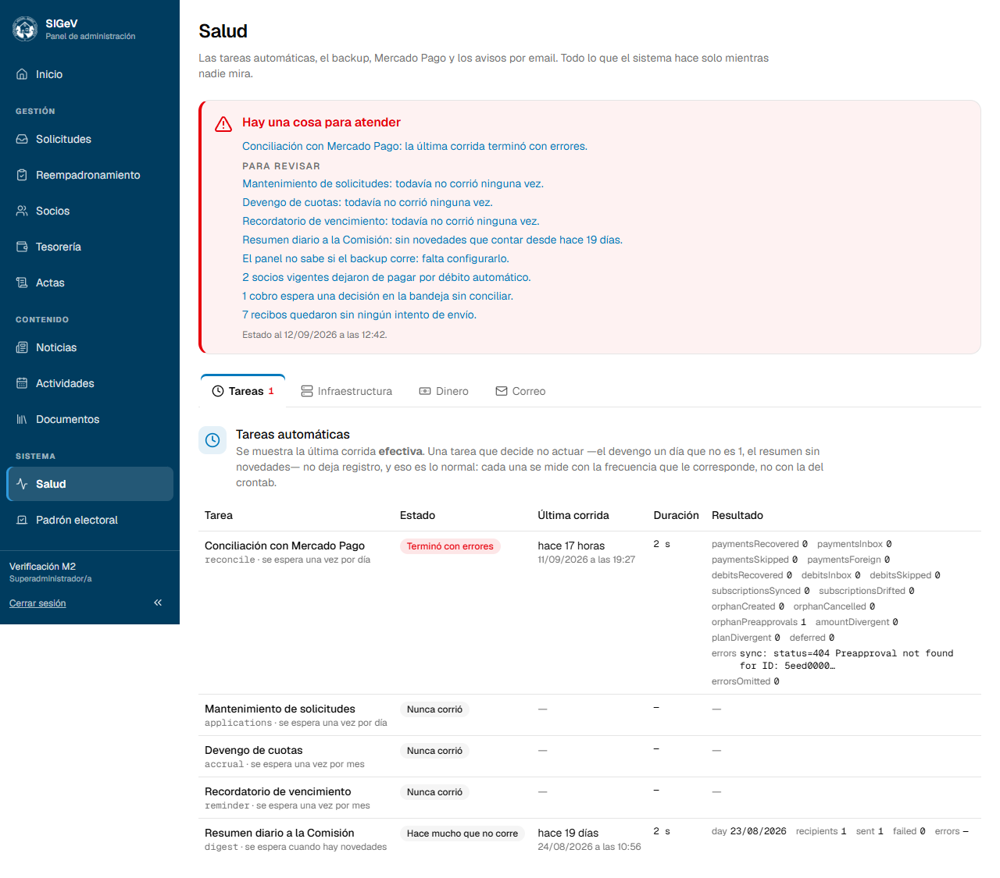 SIGeV
Panel de administración
Inicio
GESTIÓN
Solicitudes
Reempadronamiento
Socios
Tesorería
Actas
CONTENIDO
Noticias
Actividades
Documentos
SISTEMA
Salud
Padrón electoral
Verificación M2
Superadministrador/a
Cerrar sesión
Salud
Las tareas automáticas, el backup, Mercado Pago y los avisos por email. Todo lo que el sistema hace solo mientras
nadie mira.
Hay una cosa para atender
Conciliación con Mercado Pago: la última corrida terminó con errores.
PARA REVISAR
Mantenimiento de solicitudes: todavía no corrió ninguna vez.
Devengo de cuotas: todavía no corrió ninguna vez.
Recordatorio de vencimiento: todavía no corrió ninguna vez.
Resumen diario a la Comisión: sin novedades que contar desde hace 19 días.
El panel no sabe si el backup corre: falta configurarlo.
2 socios vigentes dejaron de pagar por débito automático.
1 cobro espera una decisión en la bandeja sin conciliar.
7 recibos quedaron sin ningún intento de envío.
Estado al 12/09/2026 a las 12:42.
Tareas 1 Infraestructura Dinero Correo
Tareas automáticas
Se muestra la última corrida efectiva. Una tarea que decide no actuar —el devengo un día que no es 1, el resumen sin
novedades— no deja registro, y eso es lo normal: cada una se mide con la frecuencia que le corresponde, no con la del
crontab.
Tarea Estado Última corrida Duración Resultado
Conciliación con Mercado Pago Terminó con errores hace 17 horas 2 s paymentsRecovered 0 paymentsInbox 0
reconcile · se espera una vez por día 11/09/2026 a las 19:27 paymentsSkipped 0 paymentsForeign 0
debitsRecovered 0 debitsInbox 0 debitsSkipped 0
subscriptionsSynced 0 subscriptionsDrifted 0
orphanCreated 0 orphanCancelled 0
orphanPreapprovals 1 amountDivergent 0
planDivergent 0 deferred 0
errors sync: status=404 Preapproval not found
for ID: 5eed0000…
errorsOmitted 0
Mantenimiento de solicitudes Nunca corrió — – —
applications · se espera una vez por día
Devengo de cuotas Nunca corrió — – —
accrual · se espera una vez por mes
Recordatorio de vencimiento Nunca corrió — – —
reminder · se espera una vez por mes
Resumen diario a la Comisión Hace mucho que no corre hace 19 días 2 s day 23/08/2026 recipients 1 sent 1 failed 0 errors –
digest · se espera cuando hay novedades 24/08/2026 a las 10:56